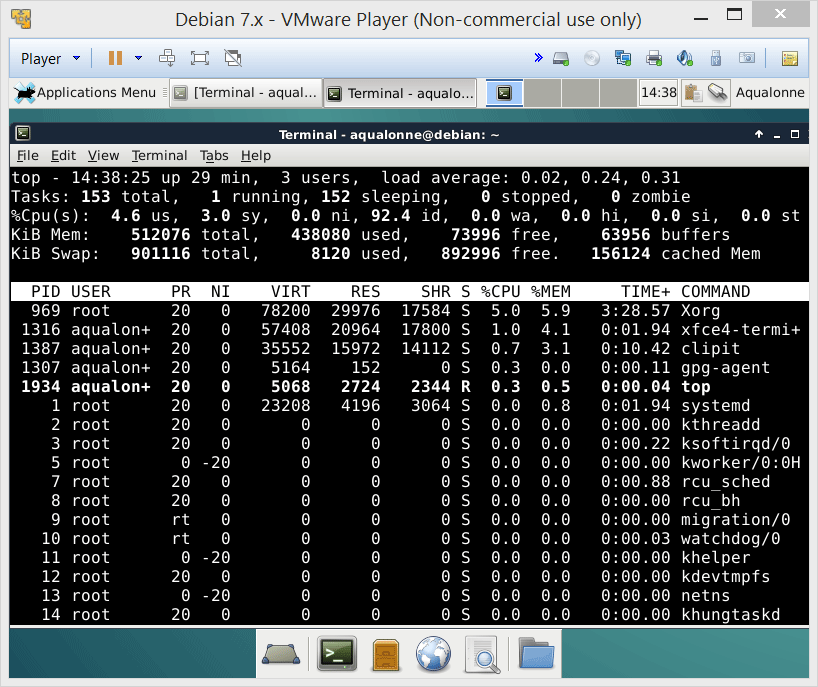 Debian 7.x - VMware Player (Non-commercial use only)
Player
Applications Menu [Terminal - aqual... Terminal - aqualo... 14:38 Aqualonne
Terminal - aqualonne@debian: ~
File Edit View Terminal Tabs Help
top - 14:38:25 up 29 min,  3 users,  load average: 0.02, 0.24, 0.31
Tasks: 153 total,   1 running, 152 sleeping,   0 stopped,   0 zombie
%Cpu(s):  4.6 us,  3.0 sy,  0.0 ni, 92.4 id,  0.0 wa,  0.0 hi,  0.0 si,  0.0 st
KiB Mem:    512076 total,   438080 used,    73996 free,    63956 buffers
KiB Swap:   901116 total,     8120 used,   892996 free.   156124 cached Mem
PID USER      PR  NI    VIRT    RES    SHR S %CPU %MEM     TIME+ COMMAND
969 root      20   0   78200  29976  17584 S  5.0  5.9   3:28.57 Xorg
1316 aqualon+  20   0   57408  20964  17800 S  1.0  4.1   0:01.94 xfce4-termi+
1387 aqualon+  20   0   35552  15972  14112 S  0.7  3.1   0:10.42 clipit
1307 aqualon+  20   0    5164    152      0 S  0.3  0.0   0:00.11 gpg-agent
1934 aqualon+  20   0    5068   2724   2344 R  0.3  0.5   0:00.04 top
1 root      20   0   23208   4196   3064 S  0.0  0.8   0:01.94 systemd
2 root      20   0       0      0      0 S  0.0  0.0   0:00.00 kthreadd
3 root      20   0       0      0      0 S  0.0  0.0   0:00.22 ksoftirqd/0
5 root       0 -20       0      0      0 S  0.0  0.0   0:00.00 kworker/0:0H
7 root      20   0       0      0      0 S  0.0  0.0   0:00.88 rcu_sched
8 root      20   0       0      0      0 S  0.0  0.0   0:00.00 rcu_bh
9 root      rt   0       0      0      0 S  0.0  0.0   0:00.00 migration/0
10 root      rt   0       0      0      0 S  0.0  0.0   0:00.03 watchdog/0
11 root       0 -20       0      0      0 S  0.0  0.0   0:00.00 khelper
12 root      20   0       0      0      0 S  0.0  0.0   0:00.00 kdevtmpfs
13 root       0 -20       0      0      0 S  0.0  0.0   0:00.00 netns
14 root      20   0       0      0      0 S  0.0  0.0   0:00.00 khungtaskd